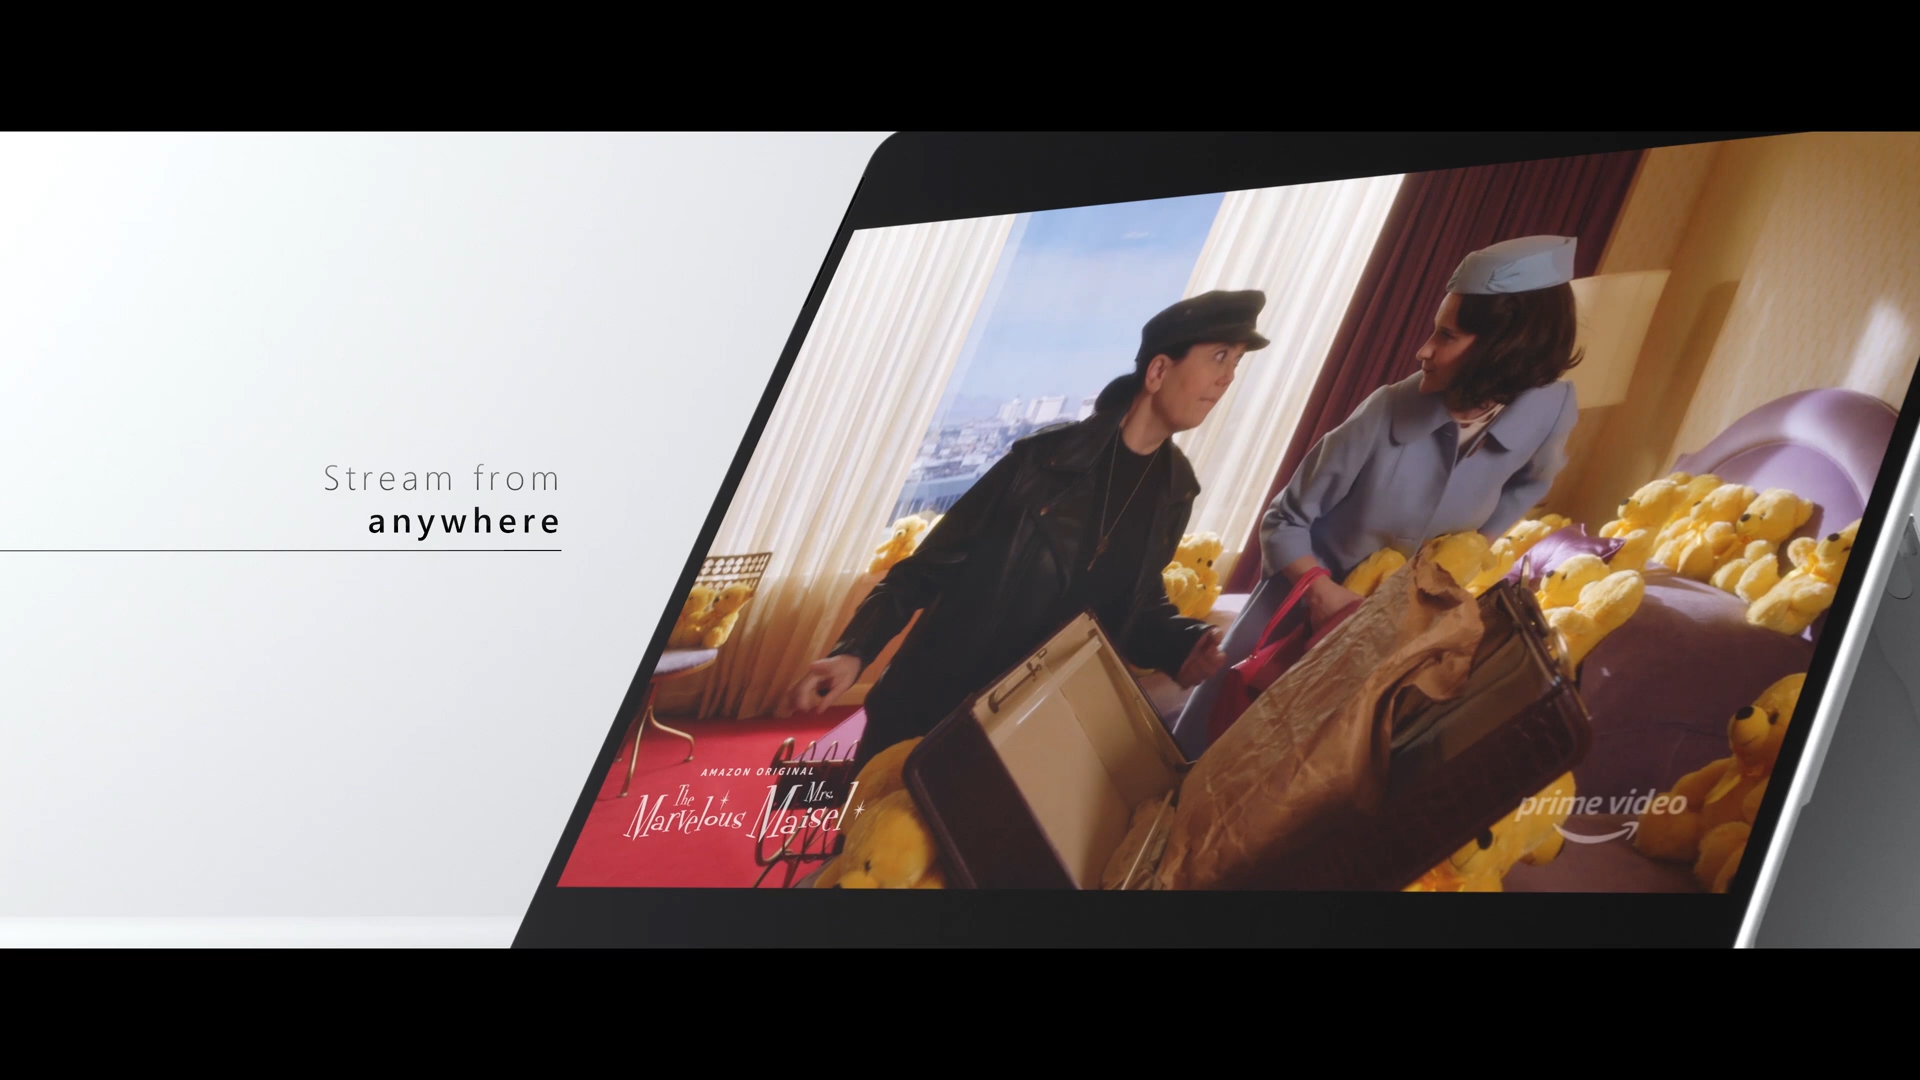 Stream from
anywhere
AMAZON ORIGINAL
The
Marvelous
Mrs.
Maisel
prime video